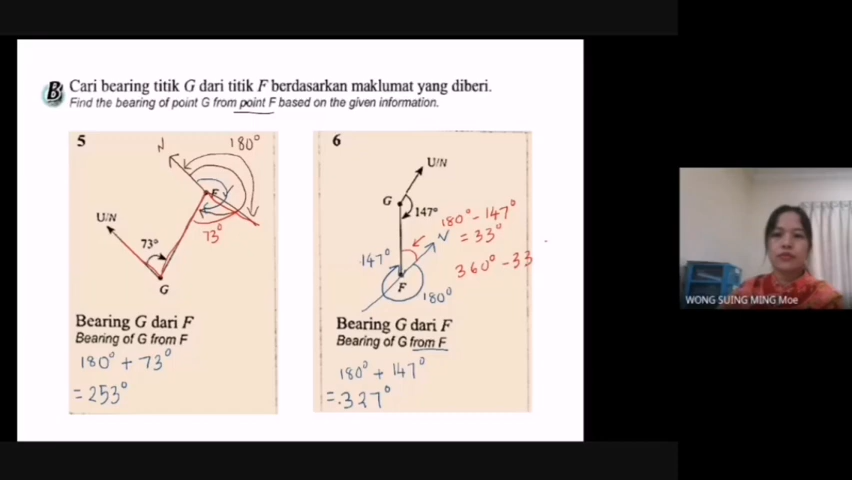 B Cari bearing titik G dari titik F berdasarkan maklumat yang diberi.
Find the bearing of point G from point F based on the given information.
5
N
180°
F
U/N
73°
73°
G
Bearing G dari F
Bearing of G from F
180° + 73°
= 253°
6
U/N
G
147°
180° - 147°
= 33°
N
147°
360° - 33
F
180°
Bearing G dari F
Bearing of G from F
180° + 147°
= 327°
WONG SUING MING Moe